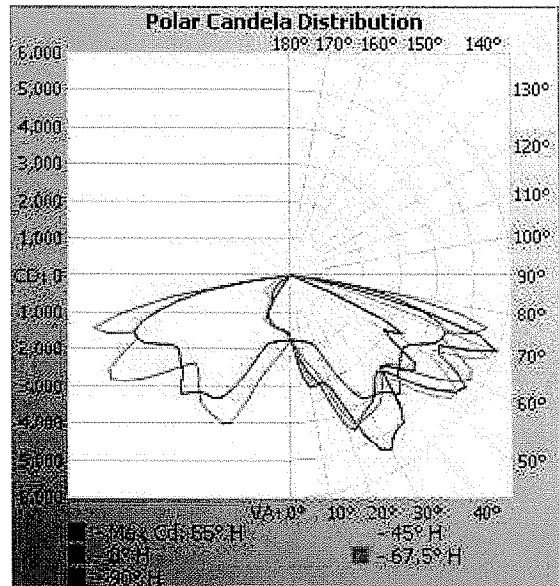 Polar Candela Distribution
180° 170° 160° 150° 140°
6,000
5,000
4,000
3,000
2,000
1,000
CD: 0
1,000
2,000
3,000
4,000
5,000
6,000
130°
120°
110°
100°
90°
80°
70°
60°
50°
VA: 0° 10° 20° 30° 40°
- Max Cd: 65° H
- 45° H
- 0° H
- 67.5° H
- 90° H